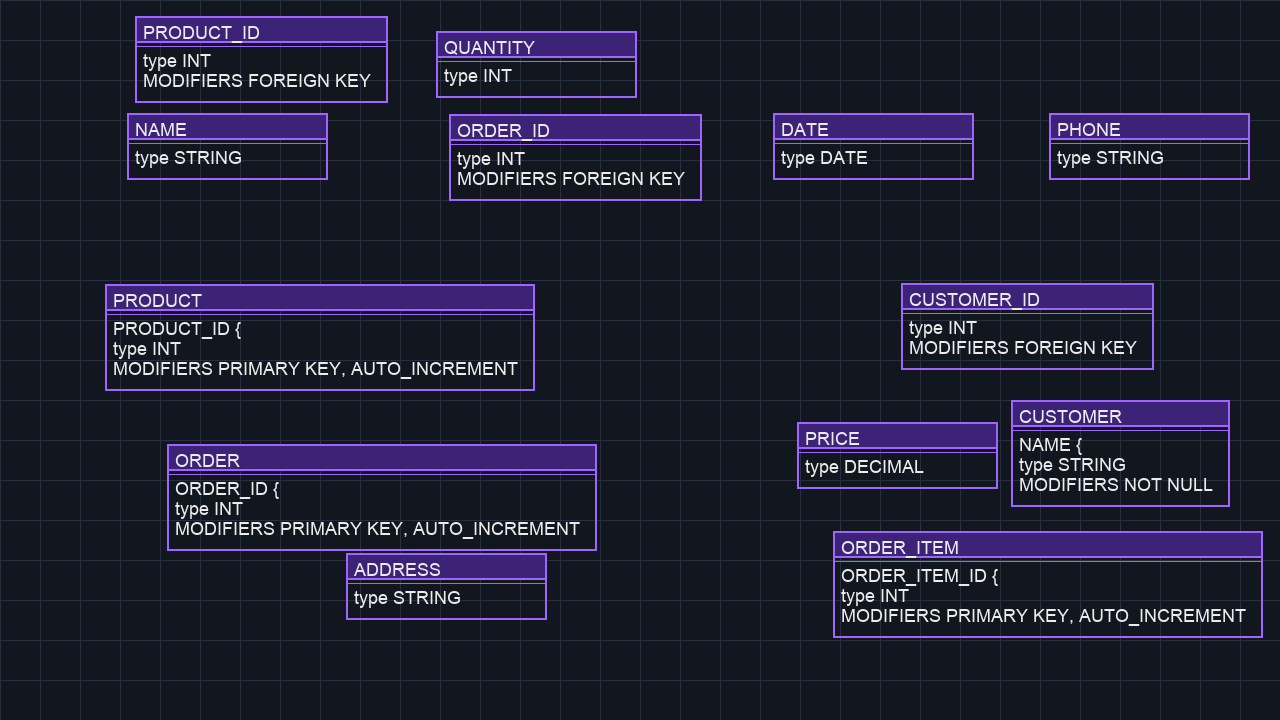 PRODUCT_ID
type INT
MODIFIERS FOREIGN KEY
QUANTITY
type INT
NAME
type STRING
ORDER_ID
type INT
MODIFIERS FOREIGN KEY
DATE
type DATE
PHONE
type STRING
PRODUCT
PRODUCT_ID {
type INT
MODIFIERS PRIMARY KEY, AUTO_INCREMENT
CUSTOMER_ID
type INT
MODIFIERS FOREIGN KEY
PRICE
type DECIMAL
CUSTOMER
NAME {
type STRING
MODIFIERS NOT NULL
ORDER
ORDER_ID {
type INT
MODIFIERS PRIMARY KEY, AUTO_INCREMENT
ADDRESS
type STRING
ORDER_ITEM
ORDER_ITEM_ID {
type INT
MODIFIERS PRIMARY KEY, AUTO_INCREMENT